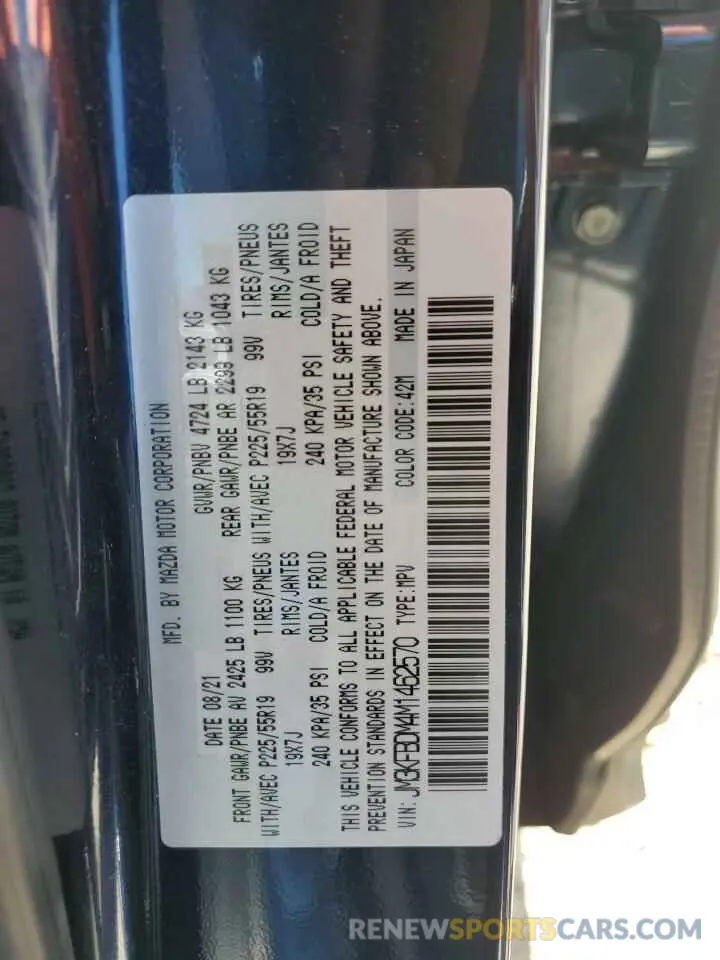 MFD. BY MAZDA MOTOR CORPORATION
DATE 08/21 GVWR/PNBV 4724 LB 2143 KG
FRONT GAWR/PNBE AV 2425 LB 1100 KG REAR GAWR/PNBE AR 2299 LB 1043 KG
WITH/AVEC P225/55R19 99V TIRES/PNEUS WITH/AVEC P225/55R19 99V TIRES/PNEUS
19X7J RIMS/JANTES 19X7J RIMS/JANTES
240 KPA/35 PSI COLD/A FROID 240 KPA/35 PSI COLD/A FROID
THIS VEHICLE CONFORMS TO ALL APPLICABLE FEDERAL MOTOR VEHICLE SAFETY AND THEFT
PREVENTION STANDARDS IN EFFECT ON THE DATE OF MANUFACTURE SHOWN ABOVE.
VIN: JM3KFBDM4M1462570 TYPE:MPV COLOR CODE:42M MADE IN JAPAN
RENEWSPORTSCARS.COM